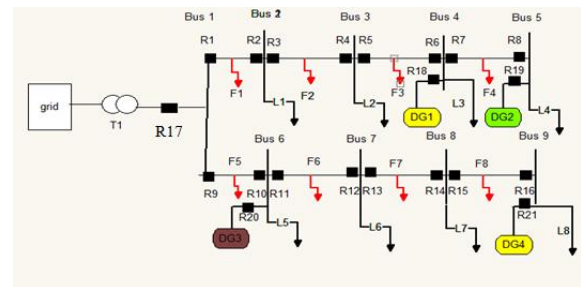 Bus 1 Bus 2 Bus 3 Bus 4 Bus 5
R1 R2 R3 R4 R5 R6 R7 R8
R18 R19
F1 F2 F3 F4
grid
T1
R17
L1 L2 L3 L4
DG1 DG2
Bus 6 Bus 7 Bus 8 Bus 9
F5 F6 F7 F8
R9 R10 R11 R12 R13 R14 R15 R16
R20 R21
L5 L6 L7 L8
DG3 DG4